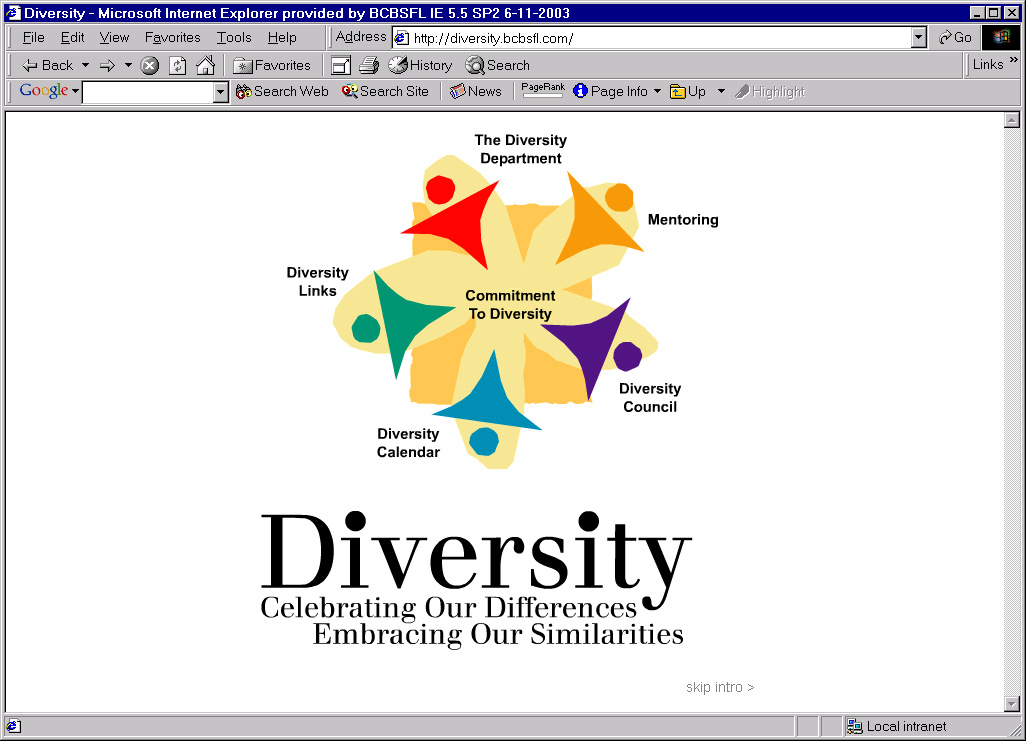 Diversity - Microsoft Internet Explorer provided by BCBSFL IE 5.5 SP2 6-11-2003
File Edit View Favorites Tools Help Address http://diversity.bcbsfl.com/ Go
Back Favorites History Search Links »
Google Search Web Search Site News PageRank Page Info Up Highlight
The Diversity
Department
Mentoring
Diversity
Links
Commitment
To Diversity
Diversity
Council
Diversity
Calendar
Diversity
Celebrating Our Differences
Embracing Our Similarities
skip intro >
Local intranet